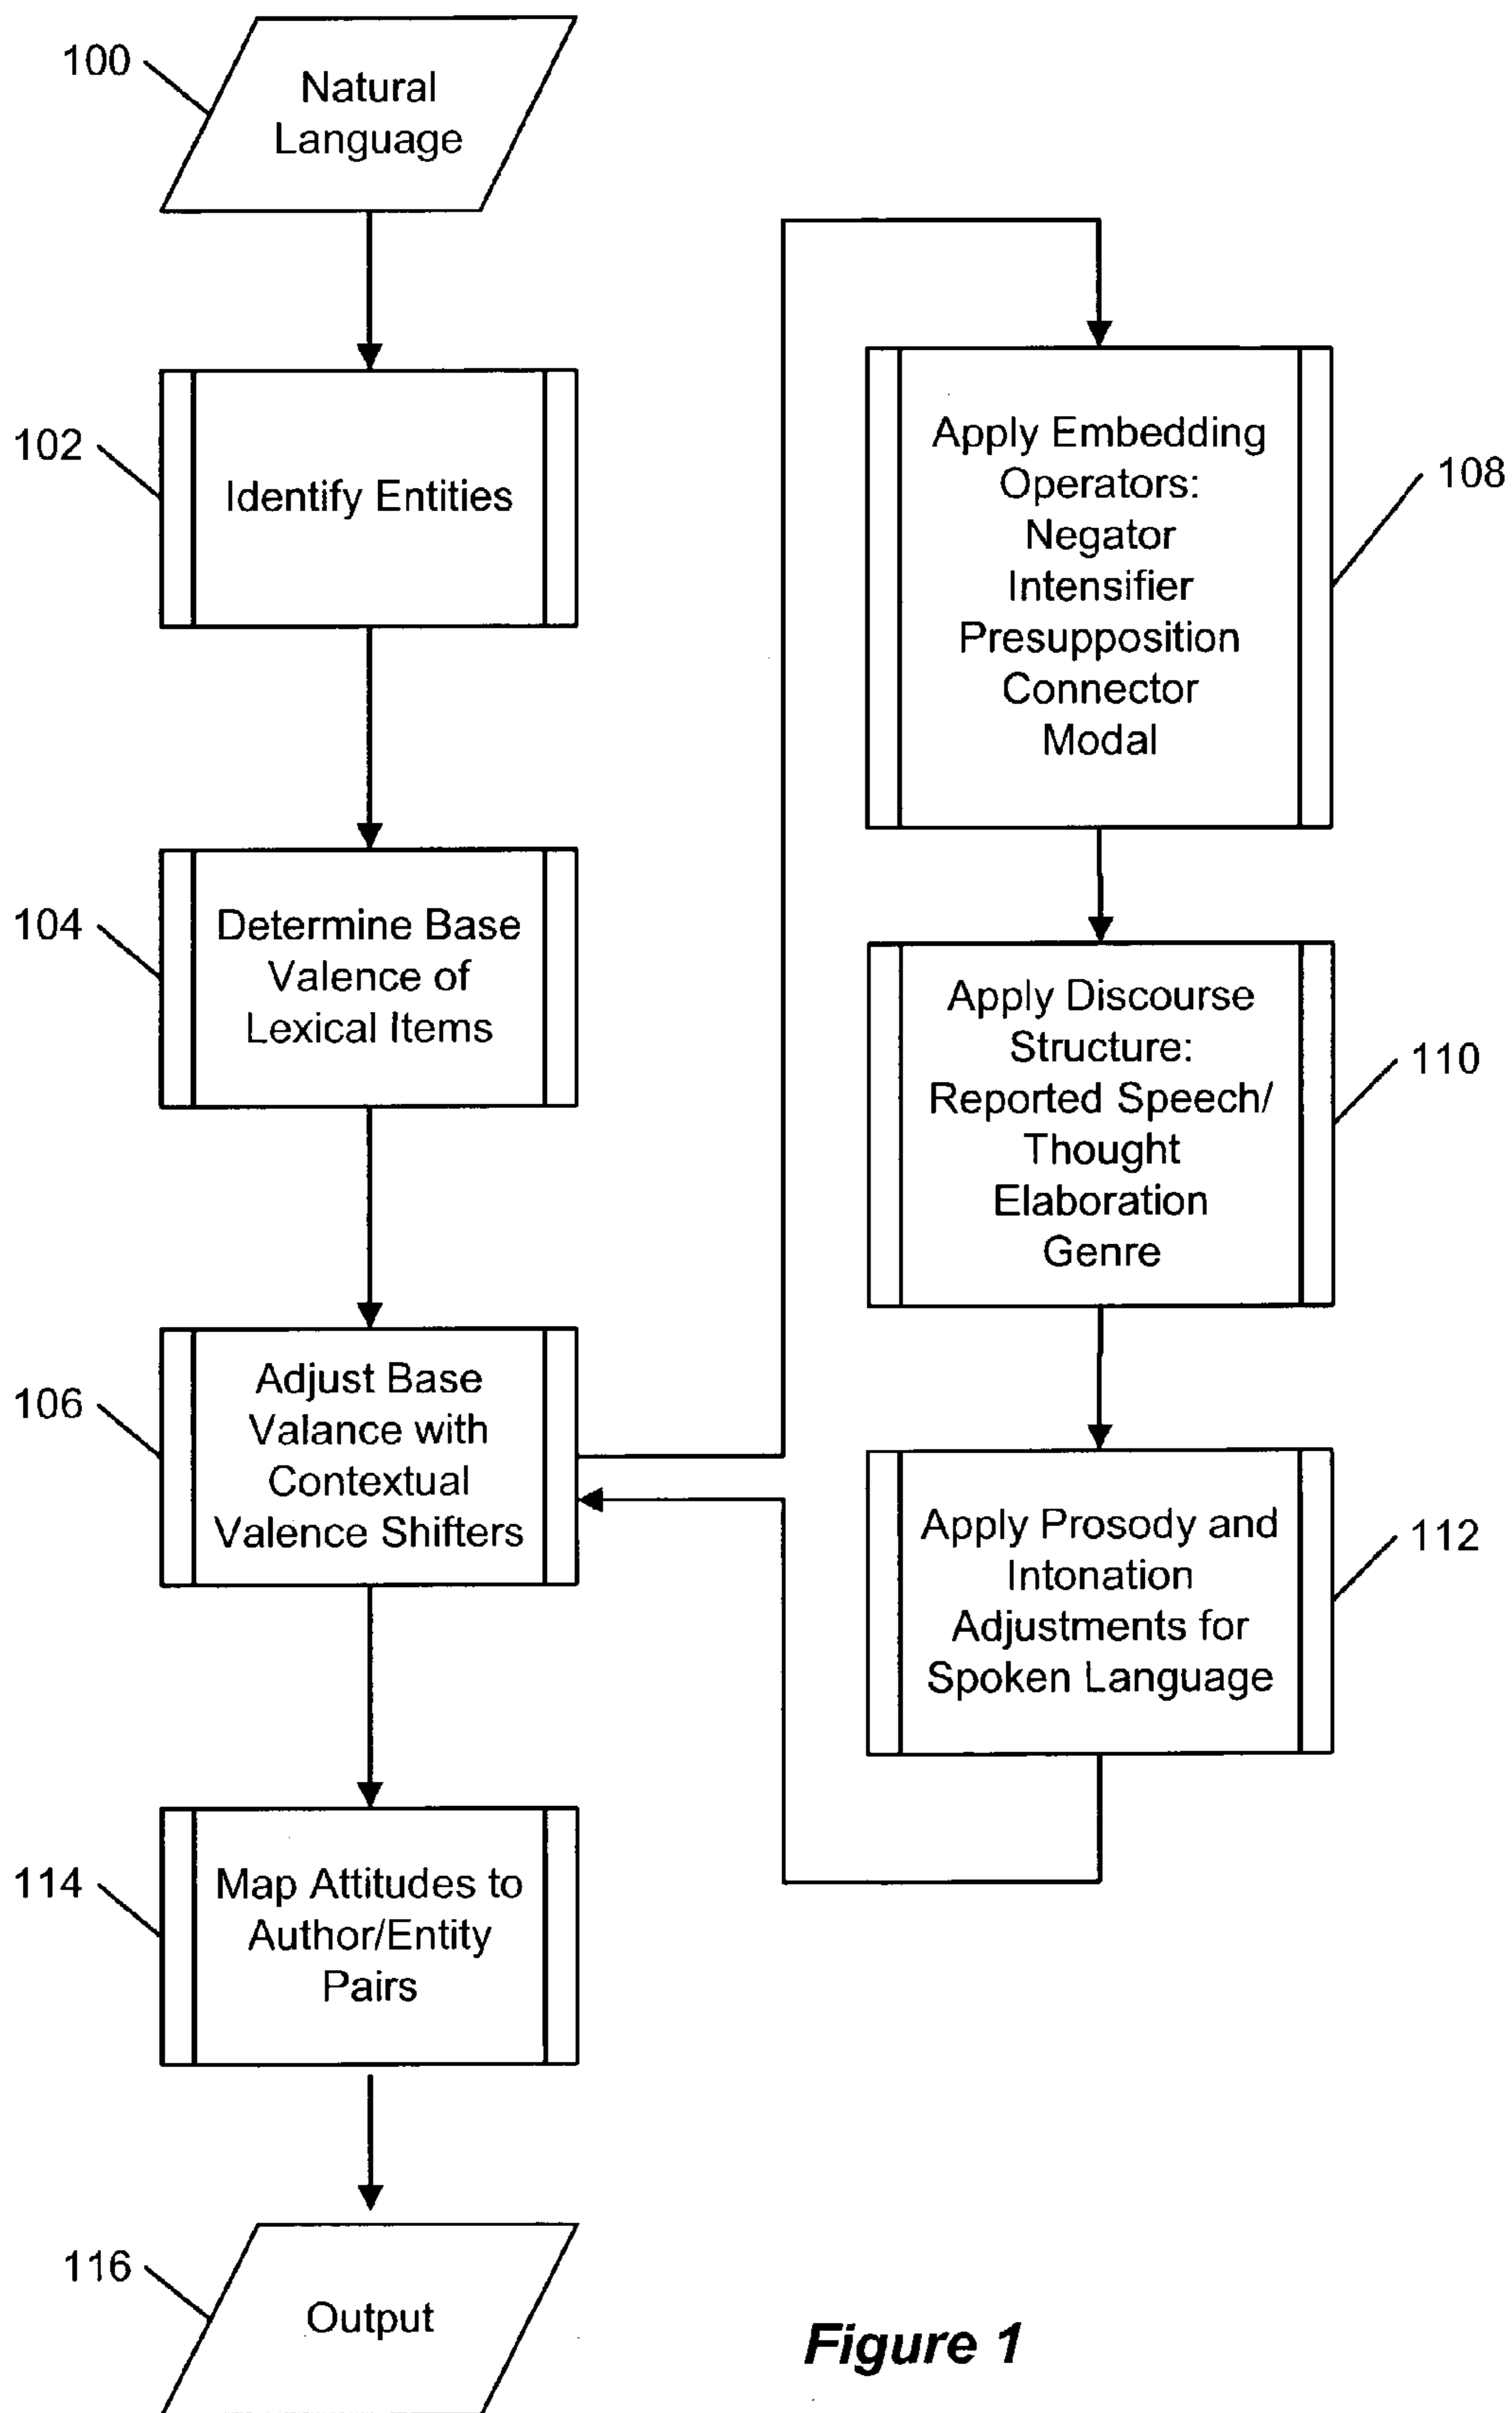 100
Natural
Language
102
Identify Entities
104
Determine Base
Valence of
Lexical Items
106
Adjust Base
Valance with
Contextual
Valence Shifters
108
Apply Embedding
Operators:
Negator
Intensifier
Presupposition
Connector
Modal
110
Apply Discourse
Structure:
Reported Speech/
Thought
Elaboration
Genre
112
Apply Prosody and
Intonation
Adjustments for
Spoken Language
114
Map Attitudes to
Author/Entity
Pairs
116
Output
Figure 1